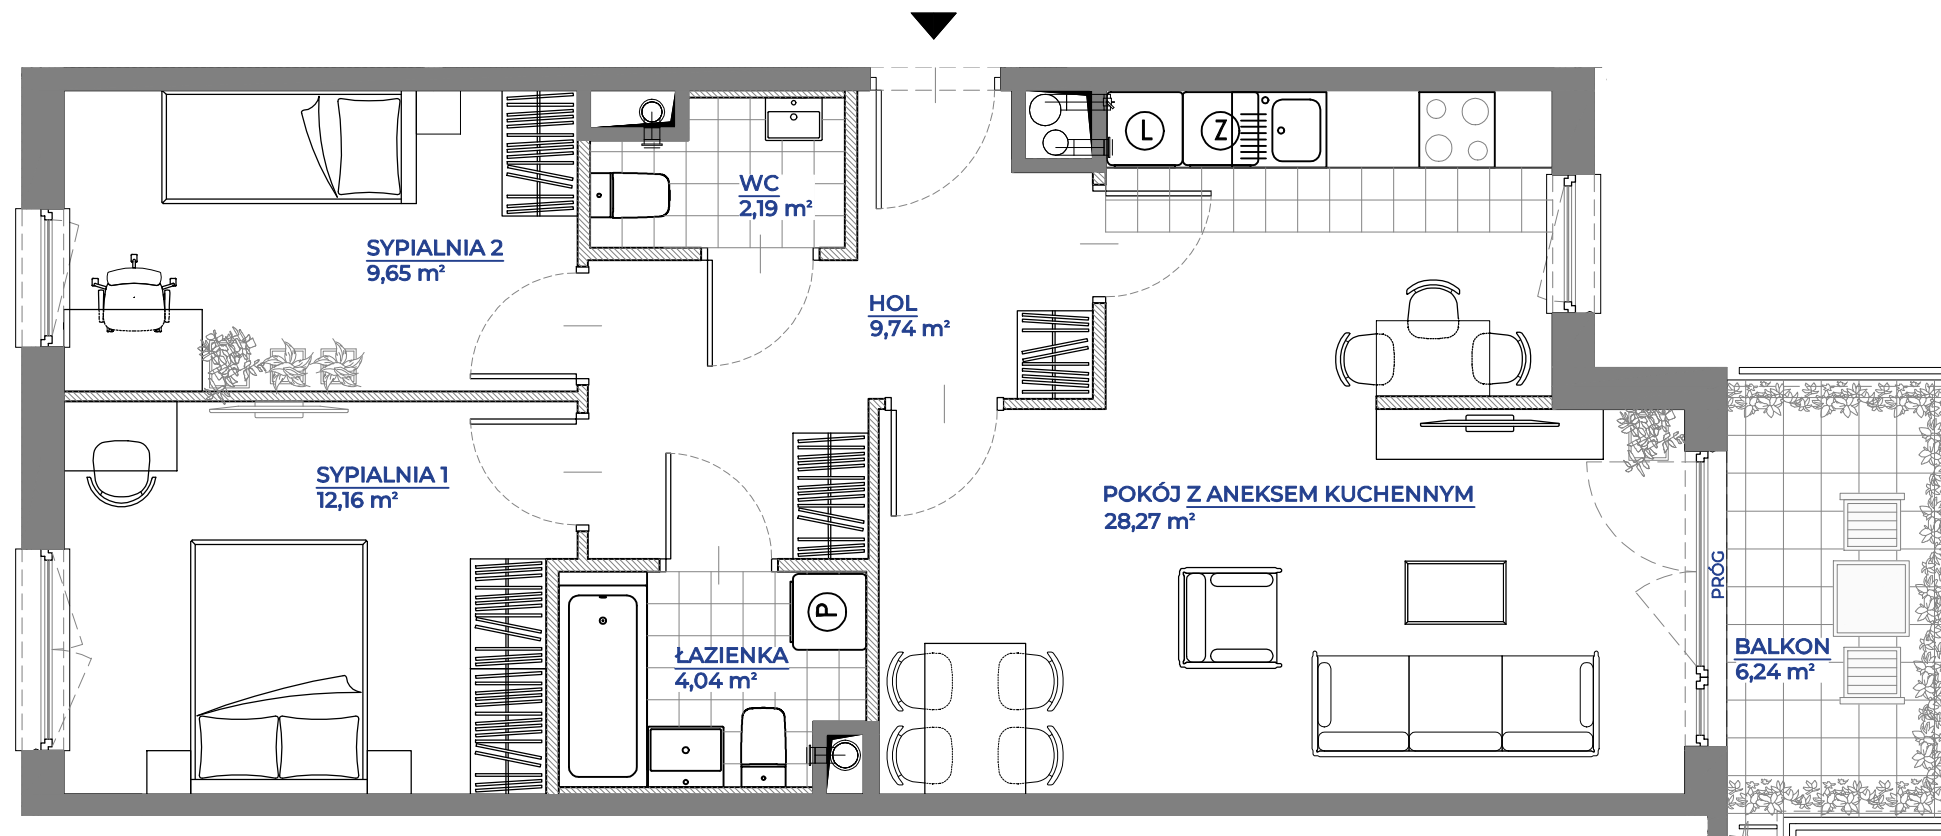 L
Z
WC
2,19 m²
SYPIALNIA 2
9,65 m²
HOL
9,74 m²
SYPIALNIA 1
12,16 m²
POKÓJ Z ANEKSEM KUCHENNYM
28,27 m²
PRÓG
P
ŁAZIENKA
4,04 m²
BALKON
6,24 m²